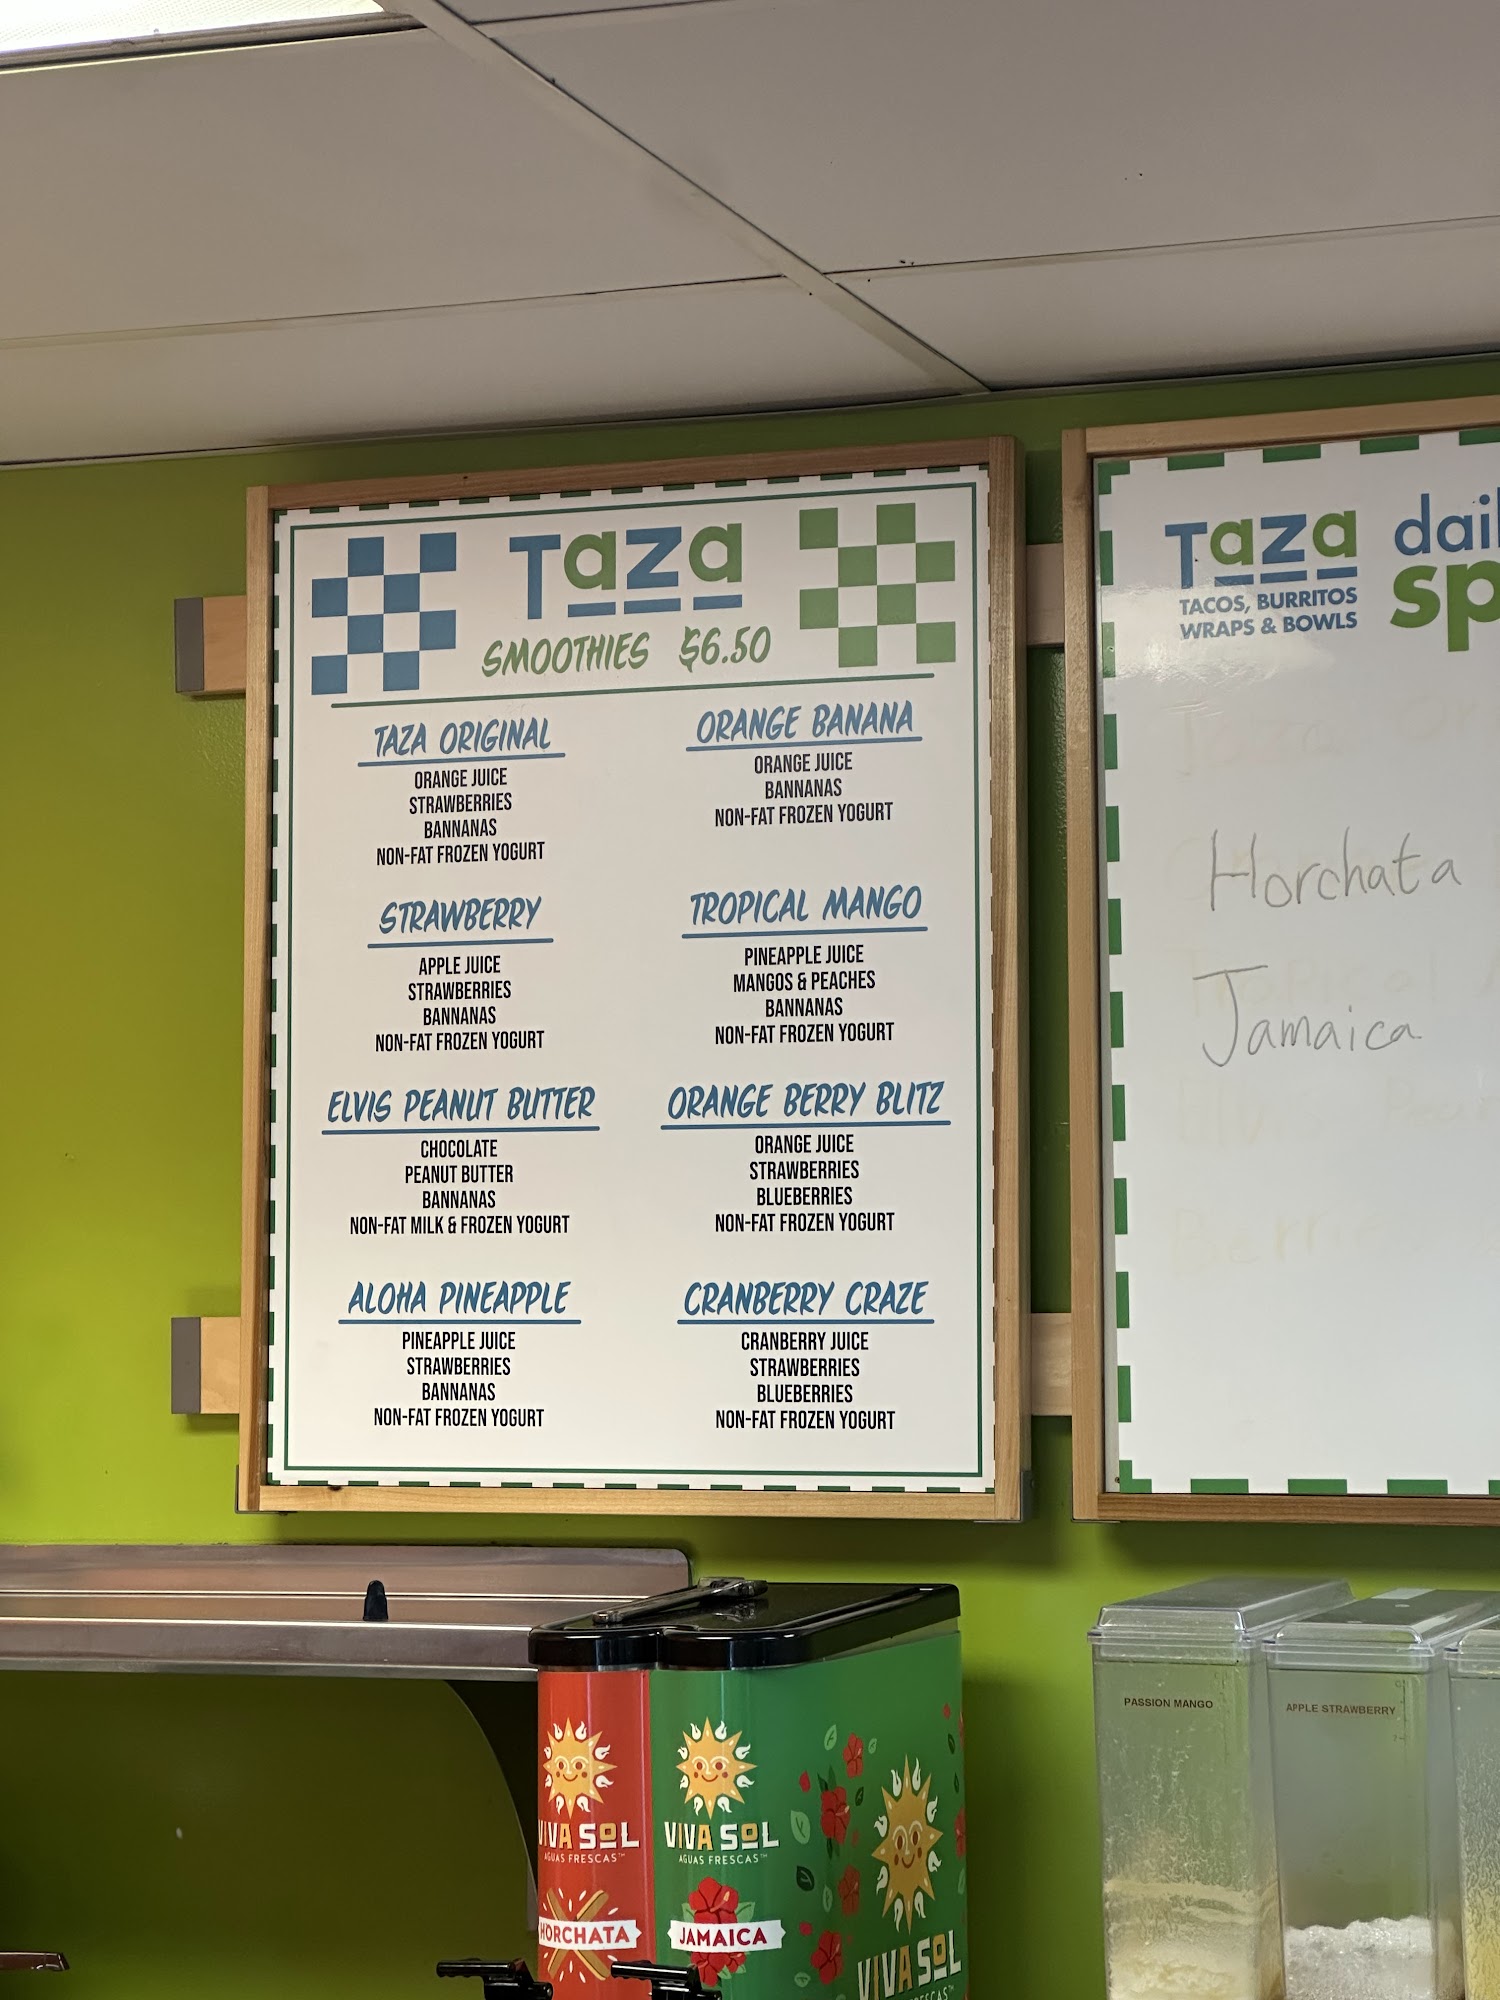 Taza
SMOOTHIES $6.50
TAZA ORIGINAL
ORANGE JUICE
STRAWBERRIES
BANNANAS
NON-FAT FROZEN YOGURT
ORANGE BANANA
ORANGE JUICE
BANNANAS
NON-FAT FROZEN YOGURT
STRAWBERRY
APPLE JUICE
STRAWBERRIES
BANNANAS
NON-FAT FROZEN YOGURT
TROPICAL MANGO
PINEAPPLE JUICE
MANGOS & PEACHES
BANNANAS
NON-FAT FROZEN YOGURT
ELVIS PEANUT BUTTER
CHOCOLATE
PEANUT BUTTER
BANNANAS
NON-FAT MILK & FROZEN YOGURT
ORANGE BERRY BLITZ
ORANGE JUICE
STRAWBERRIES
BLUEBERRIES
NON-FAT FROZEN YOGURT
ALOHA PINEAPPLE
PINEAPPLE JUICE
STRAWBERRIES
BANNANAS
NON-FAT FROZEN YOGURT
CRANBERRY CRAZE
CRANBERRY JUICE
STRAWBERRIES
BLUEBERRIES
NON-FAT FROZEN YOGURT
Taza
TACOS, BURRITOS
WRAPS & BOWLS
Horchata
Jamaica
VIVA SOL
AGUAS FRESCAS™
HORCHATA
VIVA SOL
AGUAS FRESCAS™
JAMAICA
VIVA SOL
PASSION MANGO
APPLE STRAWBERRY